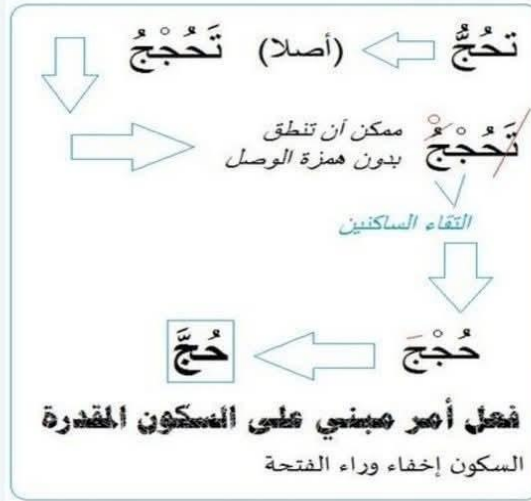 تحُجُّ (أصلا) تَحُجْجُ
تَحُجْجْ ممكن أن تنطق
بدون همزة الوصل
التقاء الساكنين
حُجْجَ حُجَّ
فعل أمر مبني على السكون المقدرة
السكون إخفاء وراء الفتحة